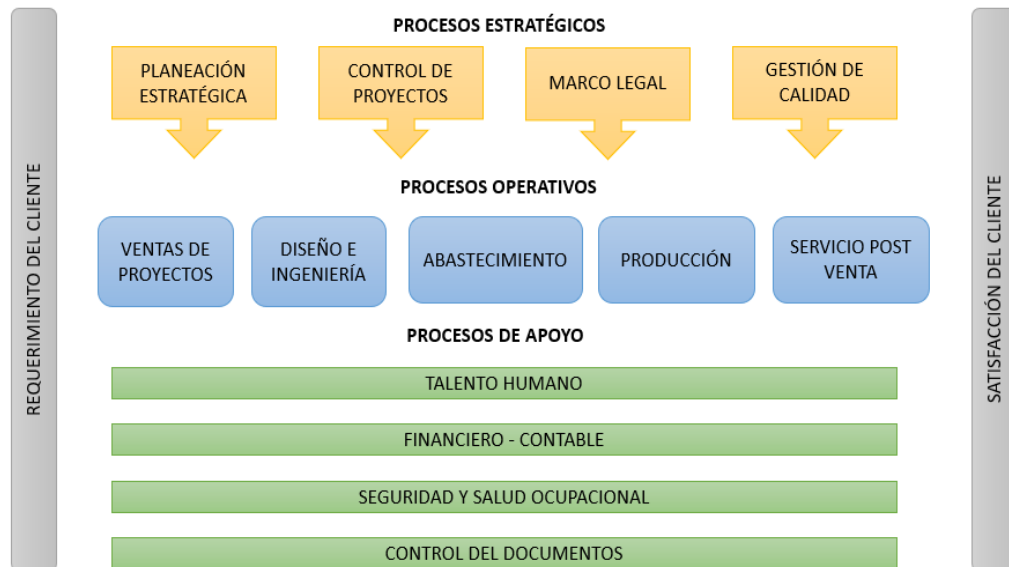 PROCESOS ESTRATÉGICOS
PLANEACIÓN
ESTRATÉGICA
CONTROL DE
PROYECTOS
MARCO LEGAL
GESTIÓN DE
CALIDAD
REQUERIMIENTO DEL CLIENTE
PROCESOS OPERATIVOS
VENTAS DE
PROYECTOS
DISEÑO E
INGENIERÍA
ABASTECIMIENTO
PRODUCCIÓN
SERVICIO POST
VENTA
SATISFACCIÓN DEL CLIENTE
PROCESOS DE APOYO
TALENTO HUMANO
FINANCIERO - CONTABLE
SEGURIDAD Y SALUD OCUPACIONAL
CONTROL DEL DOCUMENTOS